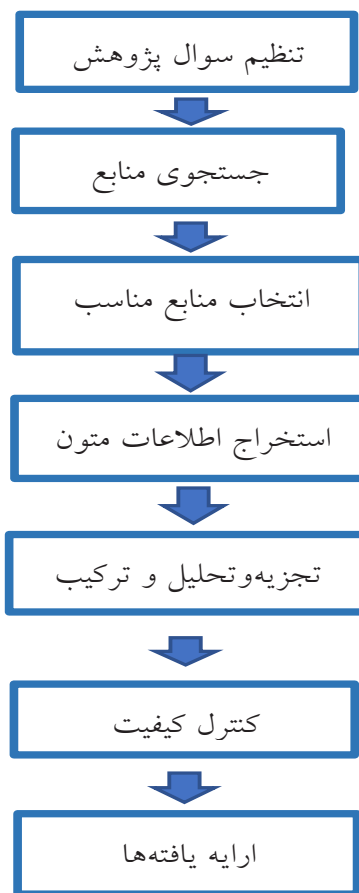 تنظیم سوال پژوهش
جستجوی منابع
انتخاب منابع مناسب
استخراج اطلاعات متون
تجزیه‌وتحلیل و ترکیب
کنترل کیفیت
ارایه یافته‌ها